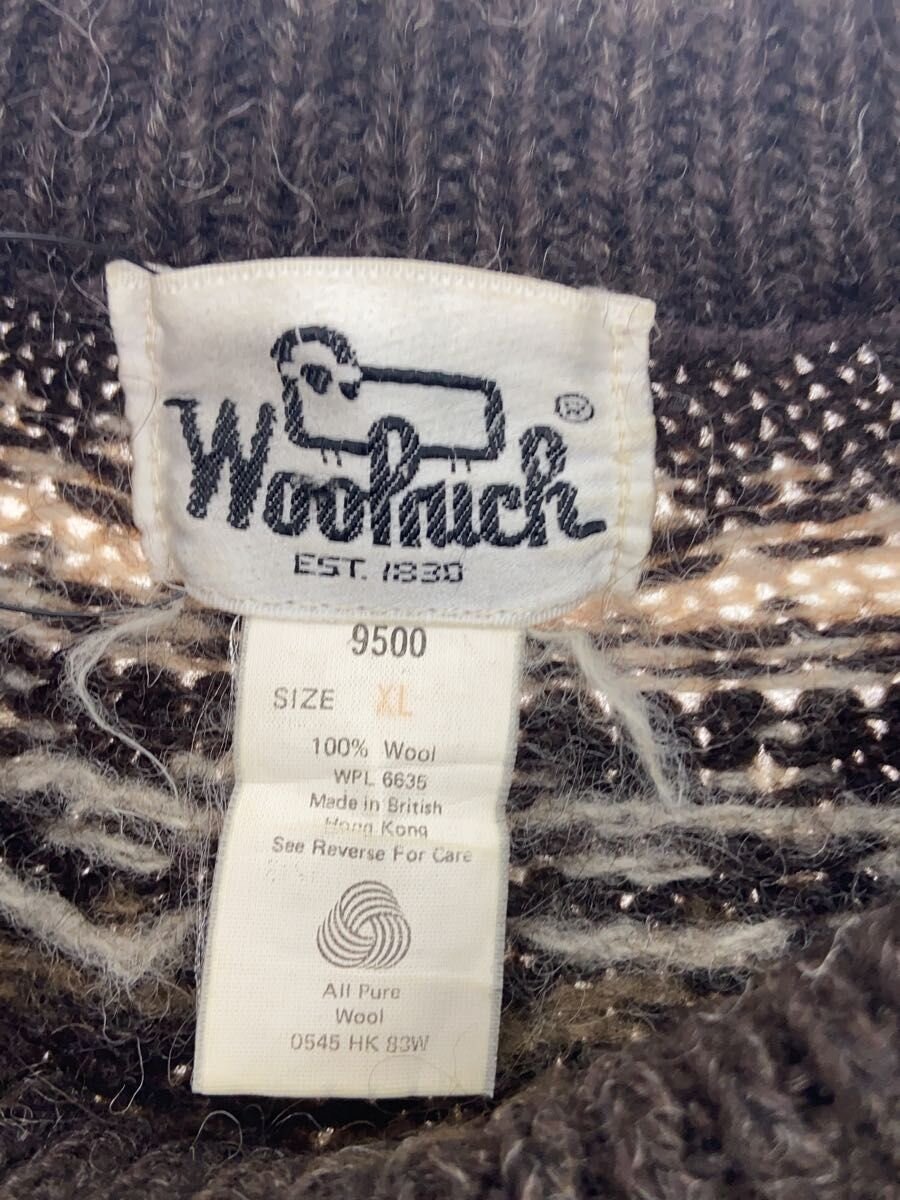 Woolrich ®
EST. 1830
9500
SIZE XL
100% Wool
WPL 6635
Made in British
Hong Kong
See Reverse For Care
All Pure
Wool
0545 HK 83W